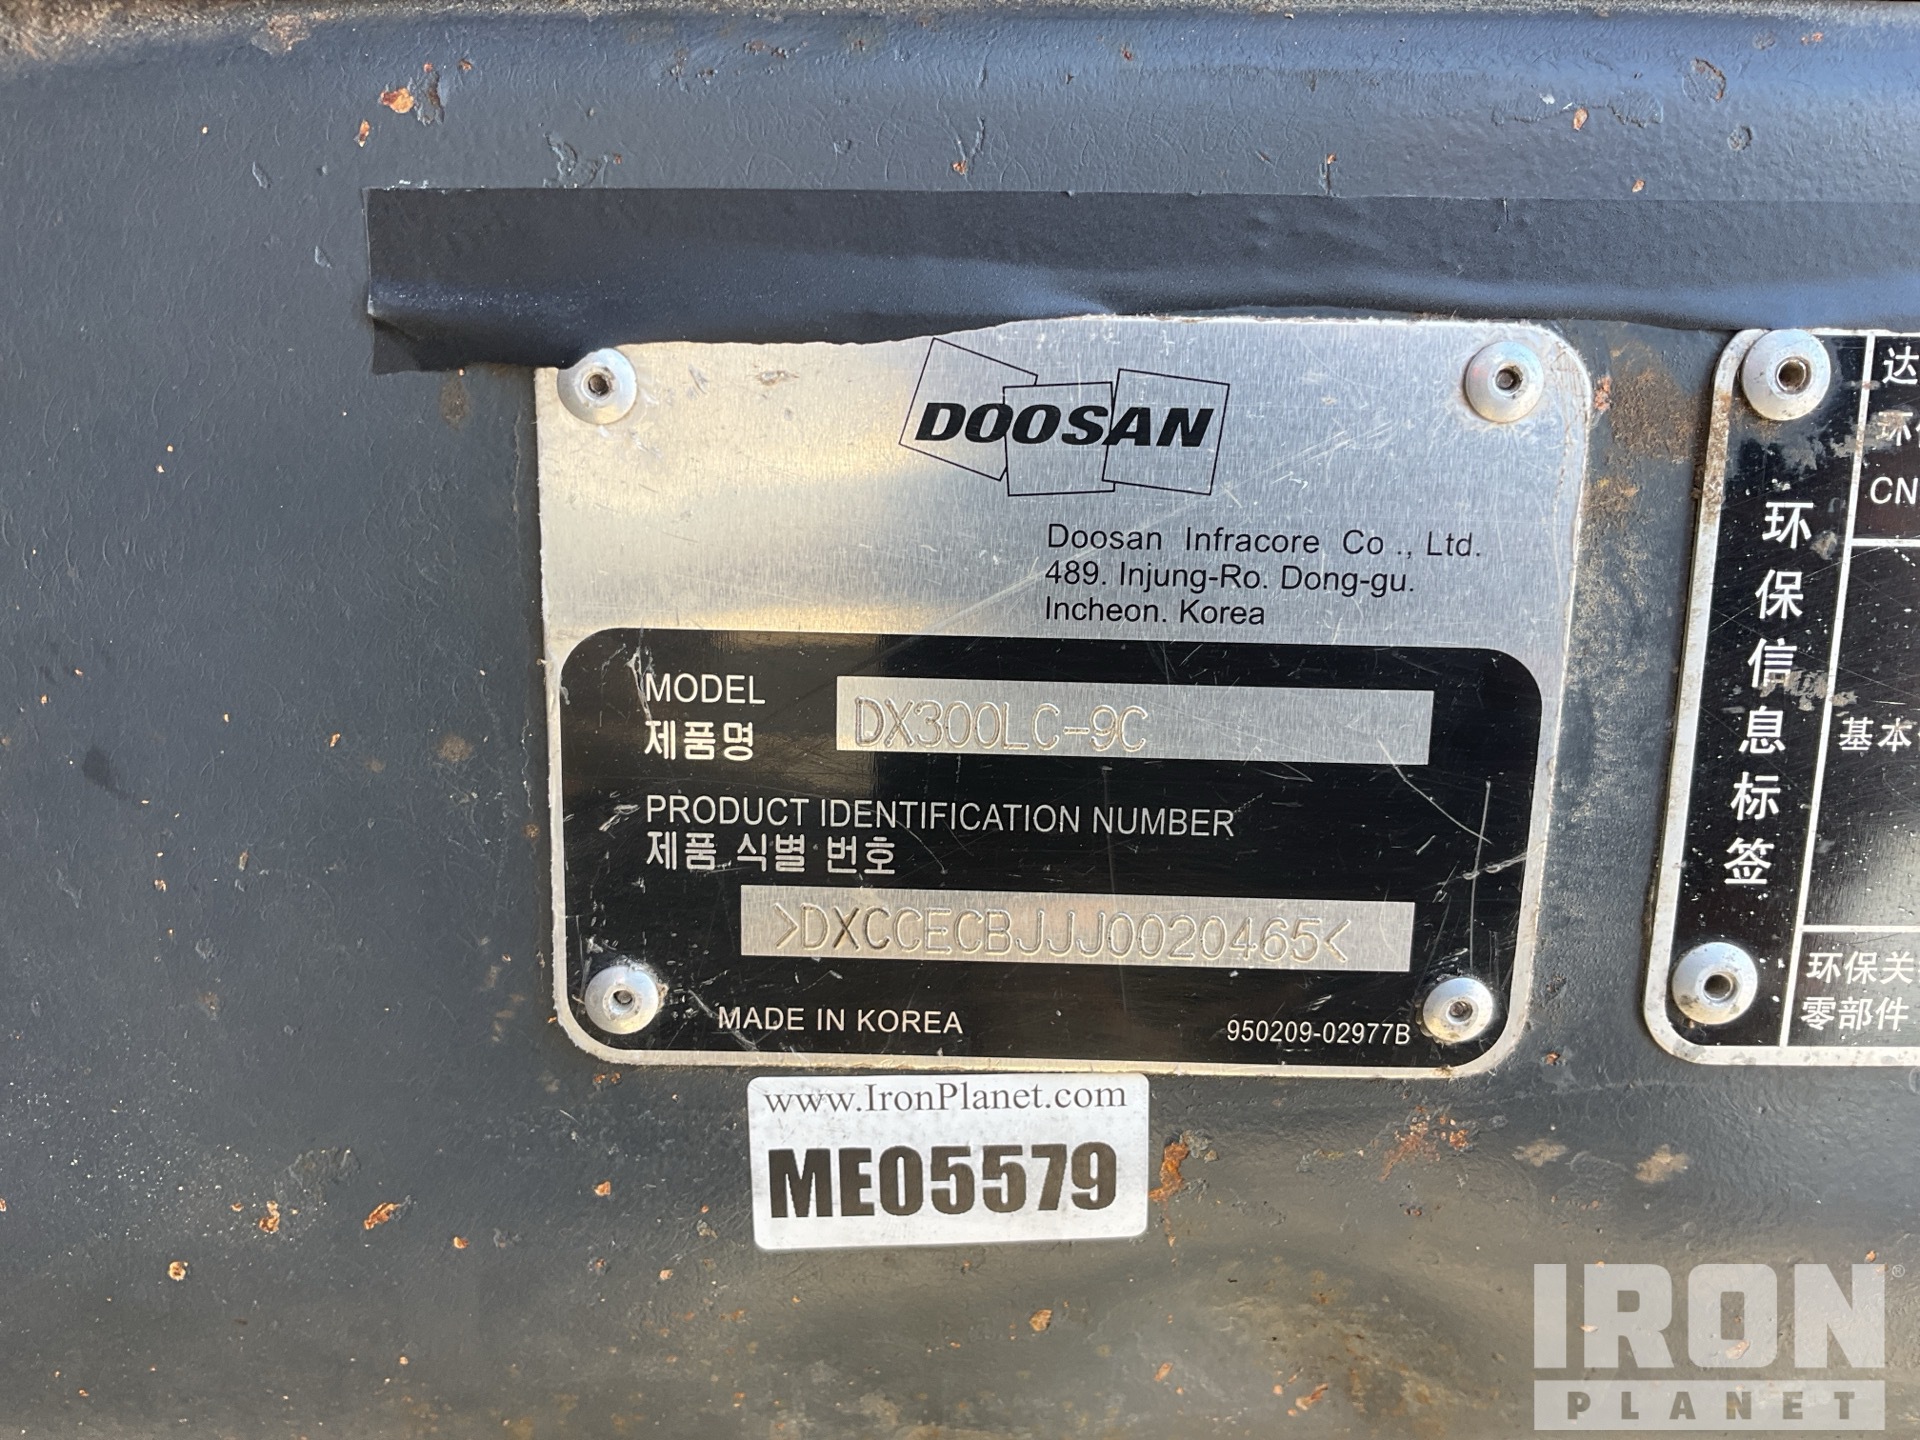 DOOSAN
Doosan Infracore Co ., Ltd.
489. Injung-Ro. Dong-gu.
Incheon. Korea
MODEL
제품명
DX300LC-9C
PRODUCT IDENTIFICATION NUMBER
제품 식별 번호
>DXCCECBJJJ0020465<
MADE IN KOREA
950209-02977B
www.IronPlanet.com
ME05579
环保信息标签
达
环
CN
基本
环保关
零部件
IRON
PLANET
®